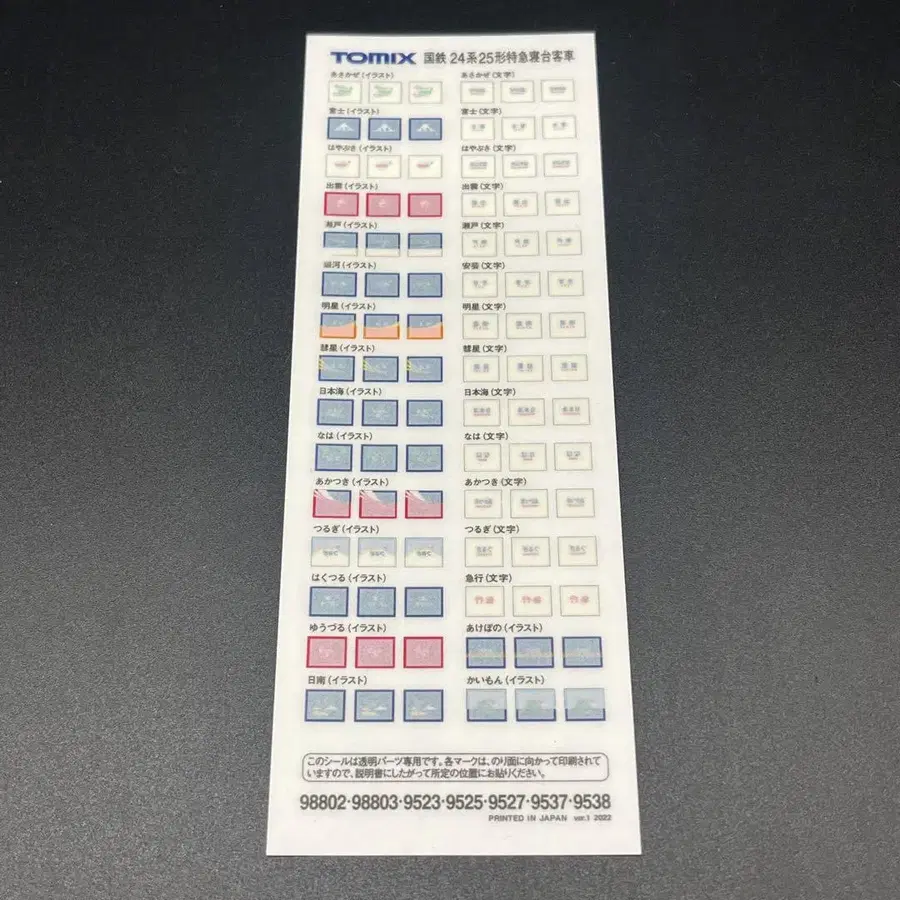 TOMIX 国鉄 24系25形特急寝台客車
あさかぜ(イラスト) あさかぜ(文字)
富士(イラスト) 富士(文字)
はやぶさ(イラスト) はやぶさ(文字)
出雲(イラスト) 出雲(文字)
瀬戸(イラスト) 瀬戸(文字)
銀河(イラスト) 安芸(文字)
明星(イラスト) 明星(文字)
彗星(イラスト) 彗星(文字)
日本海(イラスト) 日本海(文字)
なは(イラスト) なは(文字)
あかつき(イラスト) あかつき(文字)
つるぎ(イラスト) つるぎ(文字)
はくつる(イラスト) 急行(文字)
ゆうづる(イラスト) あけぼの(イラスト)
日南(イラスト) かいもん(イラスト)
このシールは透明パーツ専用です。各マークは、のり面に向かって印刷されて
いますので、説明書にしたがって所定の位置にお貼りください。
98802・98803・9523・9525・9527・9537・9538
PRINTED IN JAPAN ver.1 2022